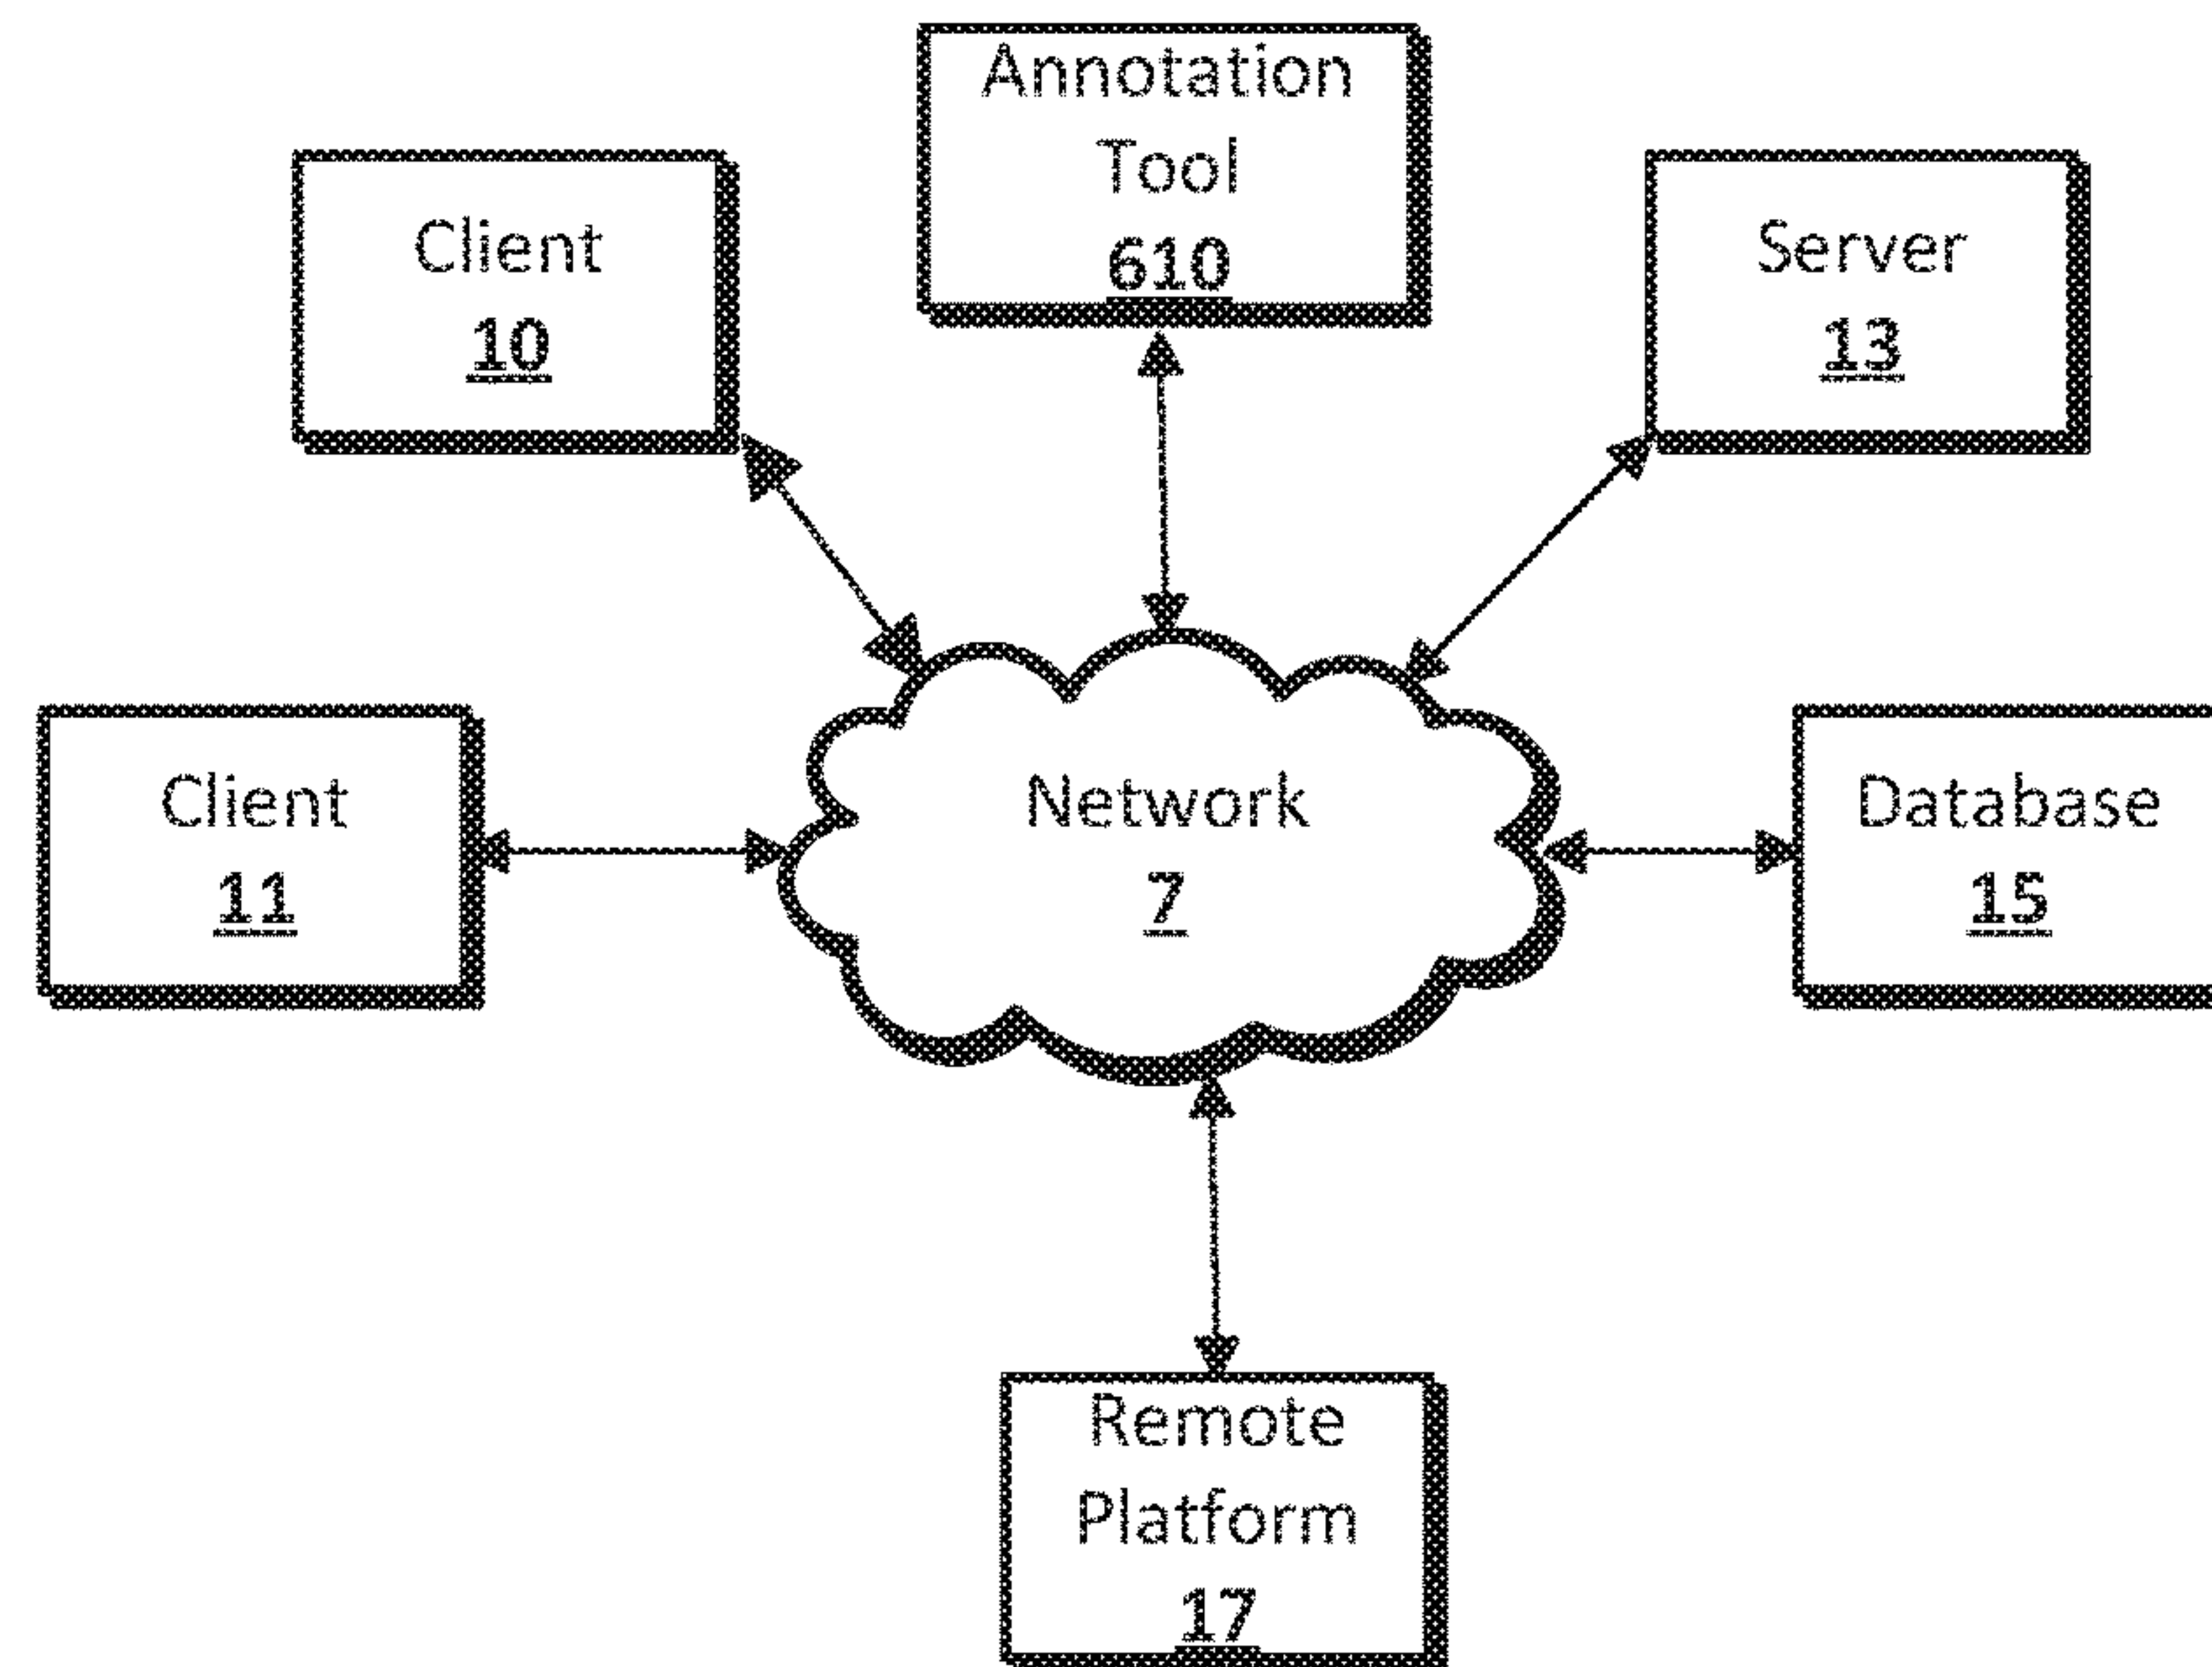 Annotation
Tool
610
Client
10
Server
13
Client
11
Network
7
Database
15
Remote
Platform
17